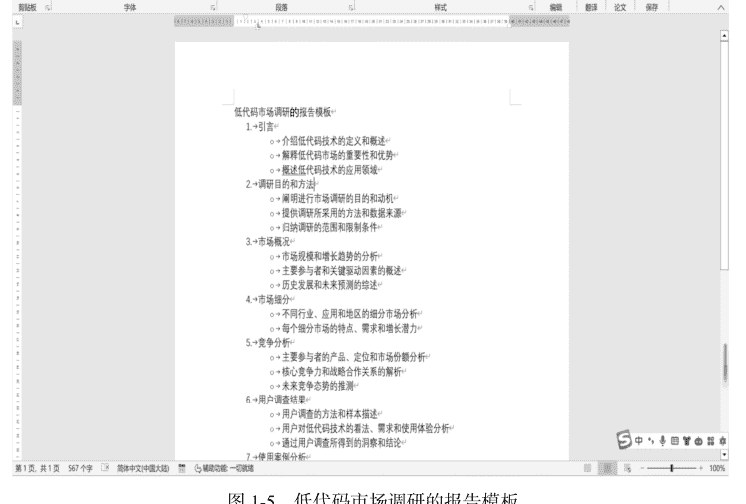 剪贴板 字体 段落 样式 编辑 翻译 论文 保存
低代码市场调研的报告模板
1. 引言
介绍低代码技术的定义和概述
解释低代码市场的重要性和优势
概述低代码技术的应用领域
2. 调研目的和方法
阐明进行市场调研的目的和动机
提供调研所采用的方法和数据来源
归纳调研的范围和限制条件
3. 市场概况
市场规模和增长趋势的分析
主要参与者和关键驱动因素的概述
历史发展和未来预测的综述
4. 市场细分
不同行业、应用和地区的细分市场分析
每个细分市场的特点、需求和增长潜力
5. 竞争分析
主要参与者的产品、定位和市场份额分析
核心竞争力和战略合作关系的解析
未来竞争态势的推测
6. 用户调查结果
用户调查的方法和样本描述
用户对低代码技术的看法、需求和使用体验分析
通过用户调查所得到的洞察和结论
7. 使用案例分析
中
第1页，共1页 567个字 简体中文(中国大陆) 辅助功能: 一切就绪 100%
图 1-5 低代码市场调研的报告模板